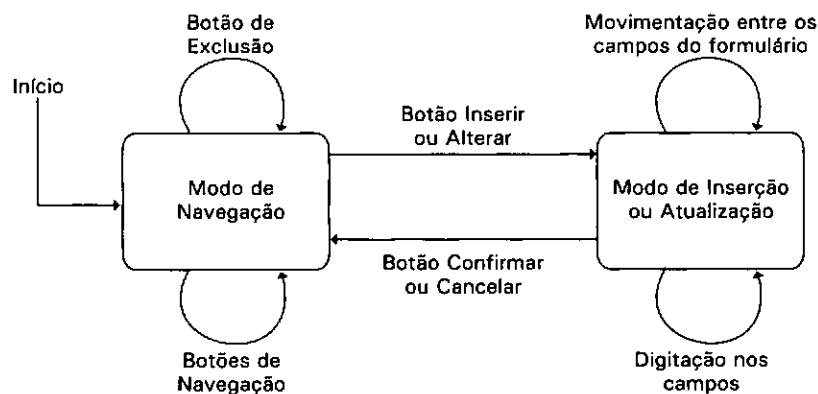 Botão de
Exclusão
Movimentação entre os
campos do formulário
Início
Botão Inserir
ou Alterar
Modo de
Navegação
Modo de Inserção
ou Atualização
Botão Confirmar
ou Cancelar
Botões de
Navegação
Digitação nos
campos